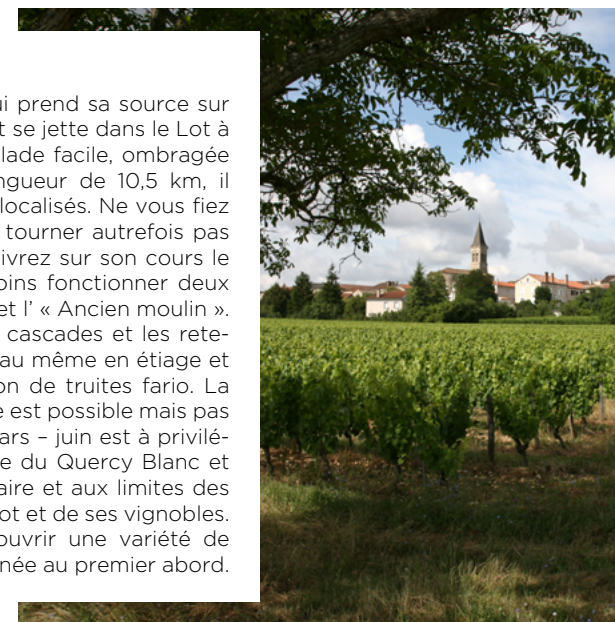 ui prend sa source sur
t se jette dans le Lot à
lade facile, ombragée
ngueur de 10,5 km, il
localisés. Ne vous fiez
tourner autrefois pas
ivrez sur son cours le
oins fonctionner deux
et l’ « Ancien moulin ».
cascades et les rete-
au même en étiage et
on de truites fario. La
e est possible mais pas
ars – juin est à privilé-
e du Quercy Blanc et
aire et aux limites des
ot et de ses vignobles.
ouvrir une variété de
née au premier abord.